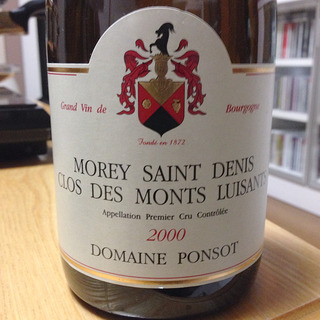 Grand Vin de Bourgogne
Fondé en 1872
MOREY SAINT DENIS
CLOS DES MONTS LUISANTS
Appellation Premier Cru Contrôlée
2000
DOMAINE PONSOT